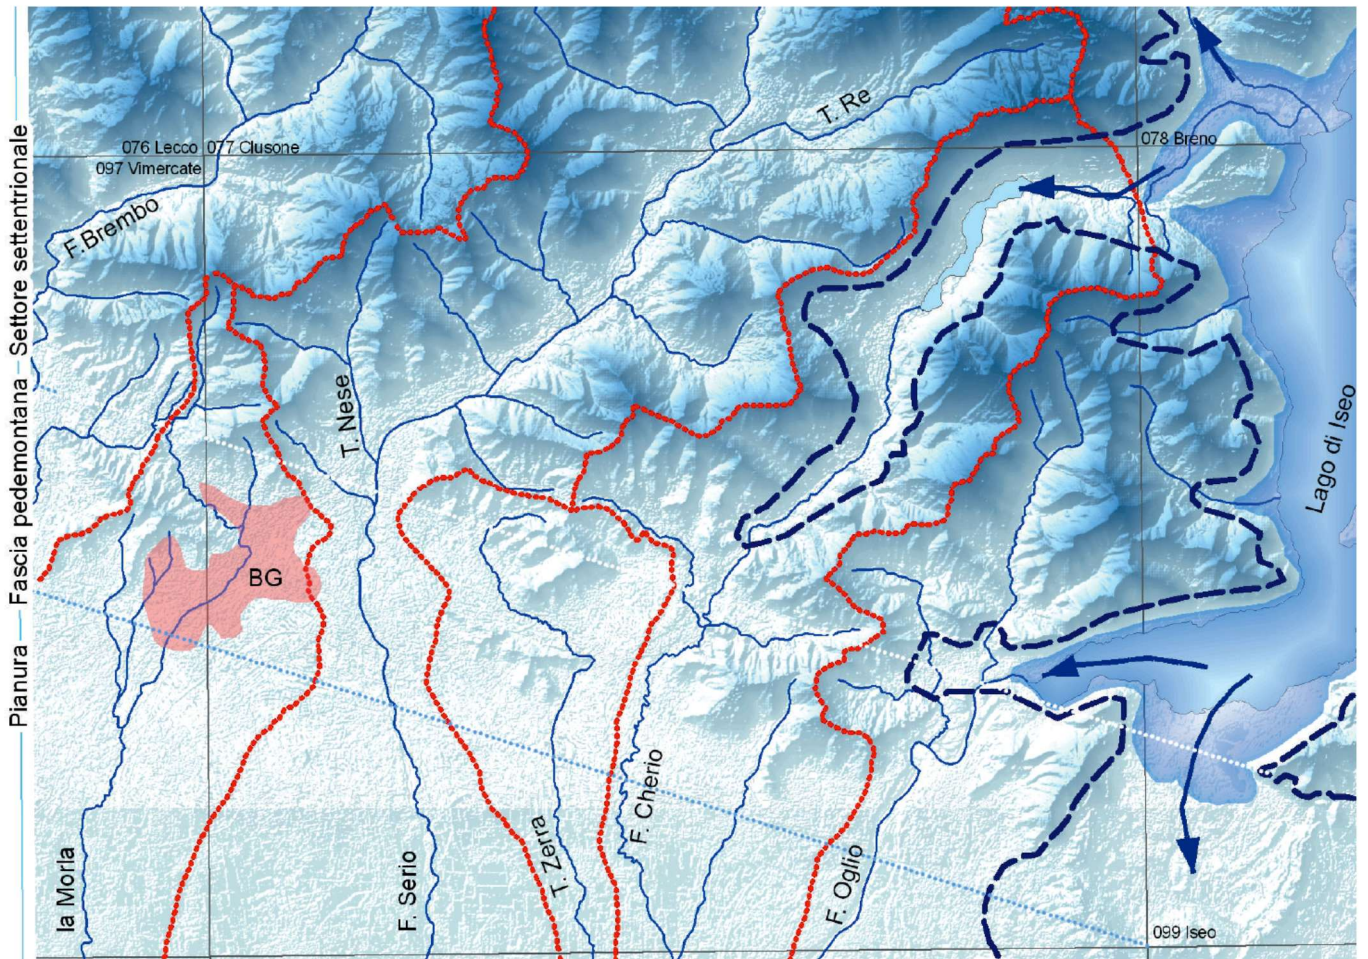 Pianura — Fascia pedemontana – Settore settentrionale
076 Lecco
077 Clusone
097 Vimercate
078 Breno
T. Re
F.Brembo
T. Nese
Lago di Iseo
BG
F. Cherio
T. Zerra
F. Oglio
la Morla
F. Serio
099 Iseo